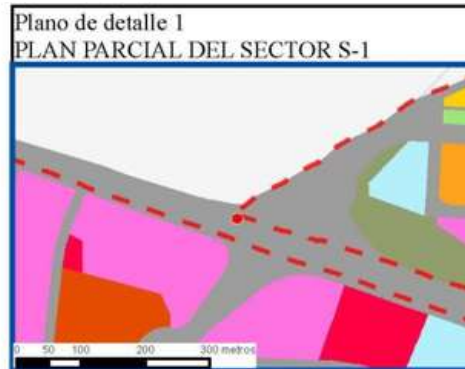 Plano de detalle 1
PLAN PARCIAL DEL SECTOR S-1
0 50 100 200 300 metros